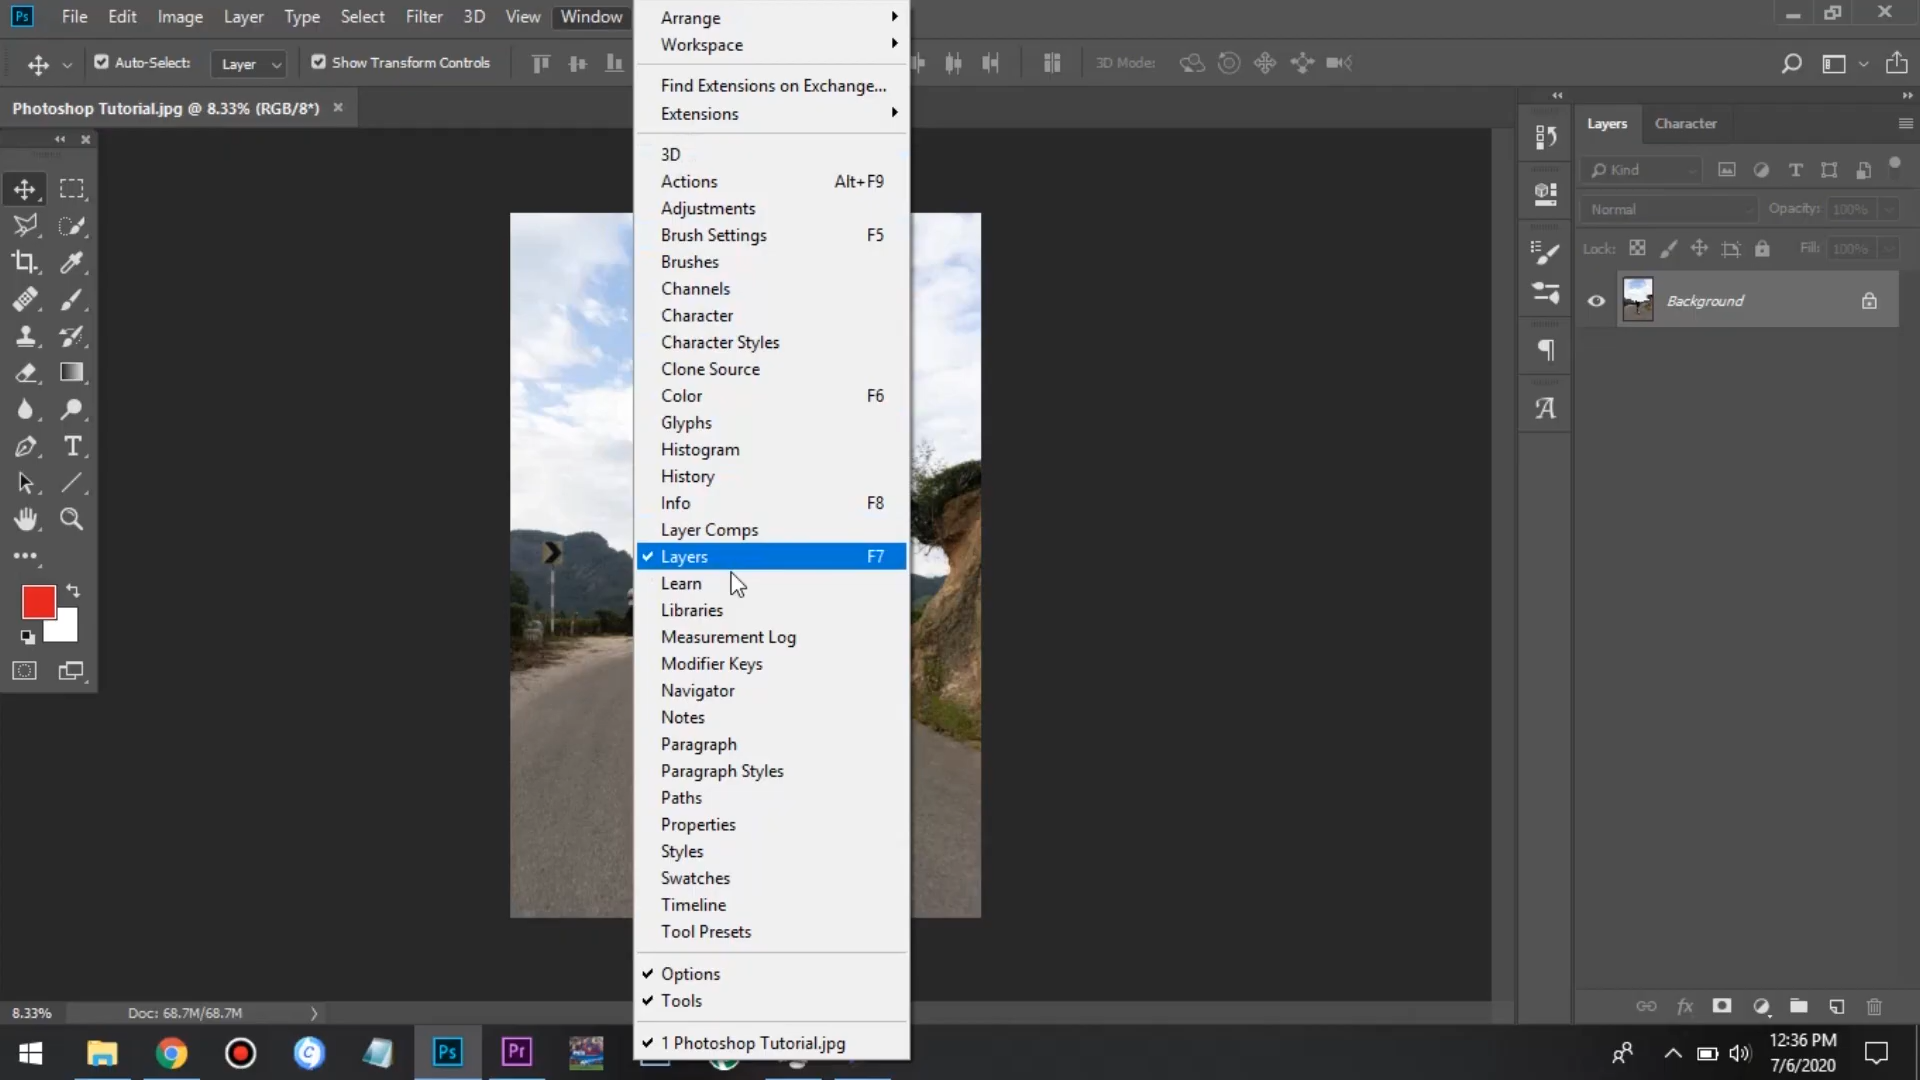 Ps File Edit Image Layer Type Select Filter 3D View Window
Auto-Select: Layer Show Transform Controls 3D Mode:
Photoshop Tutorial.jpg @ 8.33% (RGB/8*)
Arrange
Workspace
Find Extensions on Exchange...
Extensions
3D
Actions Alt+F9
Adjustments
Brush Settings F5
Brushes
Channels
Character
Character Styles
Clone Source
Color F6
Glyphs
Histogram
History
Info F8
Layer Comps
Layers F7
Learn
Libraries
Measurement Log
Modifier Keys
Navigator
Notes
Paragraph
Paragraph Styles
Paths
Properties
Styles
Swatches
Timeline
Tool Presets
Options
Tools
1 Photoshop Tutorial.jpg
Layers Character
Kind
Normal Opacity: 100%
Lock: Fill: 100%
Background
fx
8.33% Doc: 68.7M/68.7M
Ps Pr
12:36 PM
7/6/2020